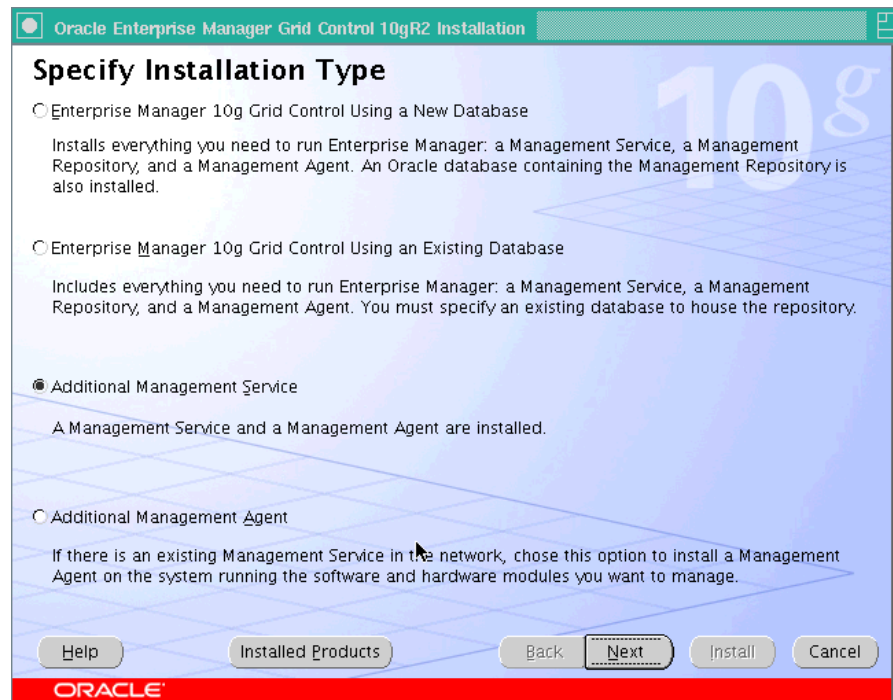 Oracle Enterprise Manager Grid Control 10gR2 Installation
Specify Installation Type
10g
Enterprise Manager 10g Grid Control Using a New Database
Installs everything you need to run Enterprise Manager: a Management Service, a Management
Repository, and a Management Agent. An Oracle database containing the Management Repository is
also installed.
Enterprise Manager 10g Grid Control Using an Existing Database
Includes everything you need to run Enterprise Manager: a Management Service, a Management
Repository, and a Management Agent. You must specify an existing database to house the repository.
Additional Management Service
A Management Service and a Management Agent are installed.
Additional Management Agent
If there is an existing Management Service in the network, chose this option to install a Management
Agent on the system running the software and hardware modules you want to manage.
Help
Installed Products
Back
Next
Install
Cancel
ORACLE